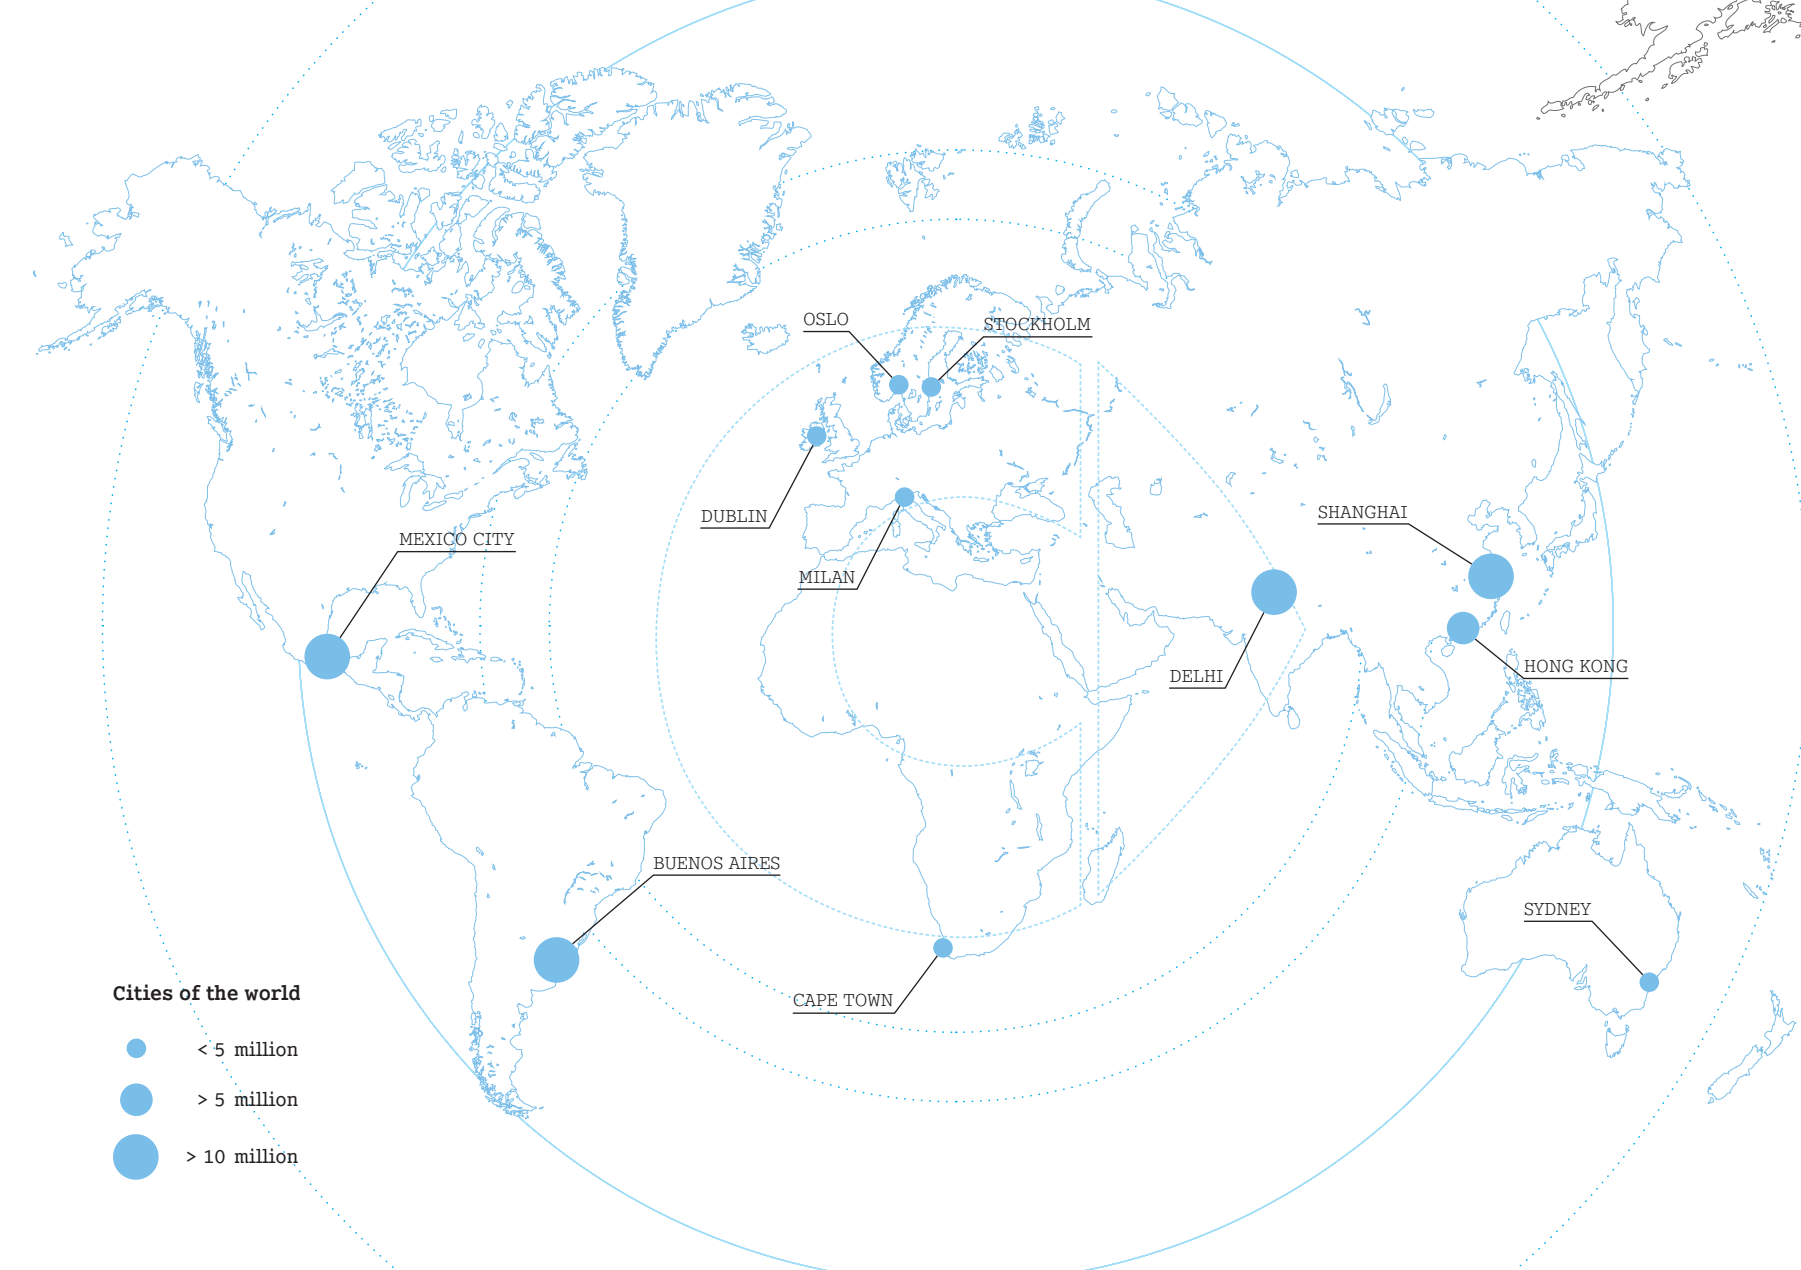 OSLO
STOCKHOLM
DUBLIN
SHANGHAI
MEXICO CITY
MILAN
DELHI
HONG KONG
BUENOS AIRES
SYDNEY
CAPE TOWN
Cities of the world
< 5 million
> 5 million
> 10 million